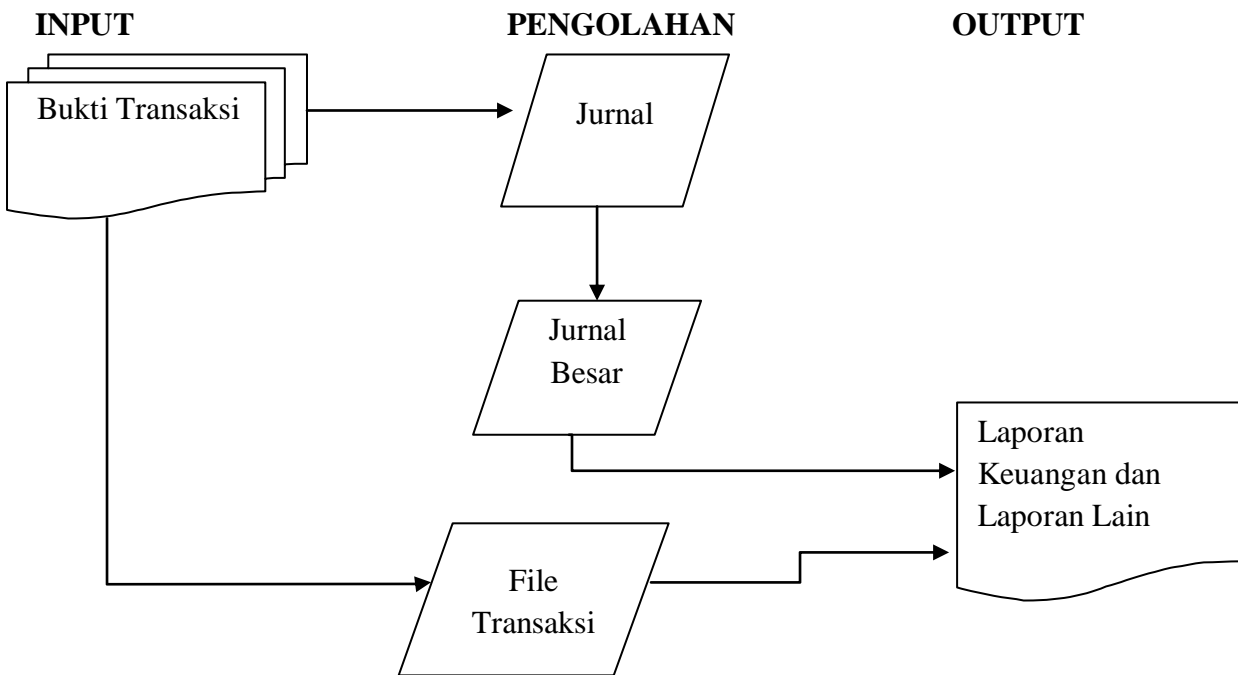 INPUT
PENGOLAHAN
OUTPUT
Bukti Transaksi
Jurnal
Jurnal
Besar
Laporan
Keuangan dan
Laporan Lain
File
Transaksi